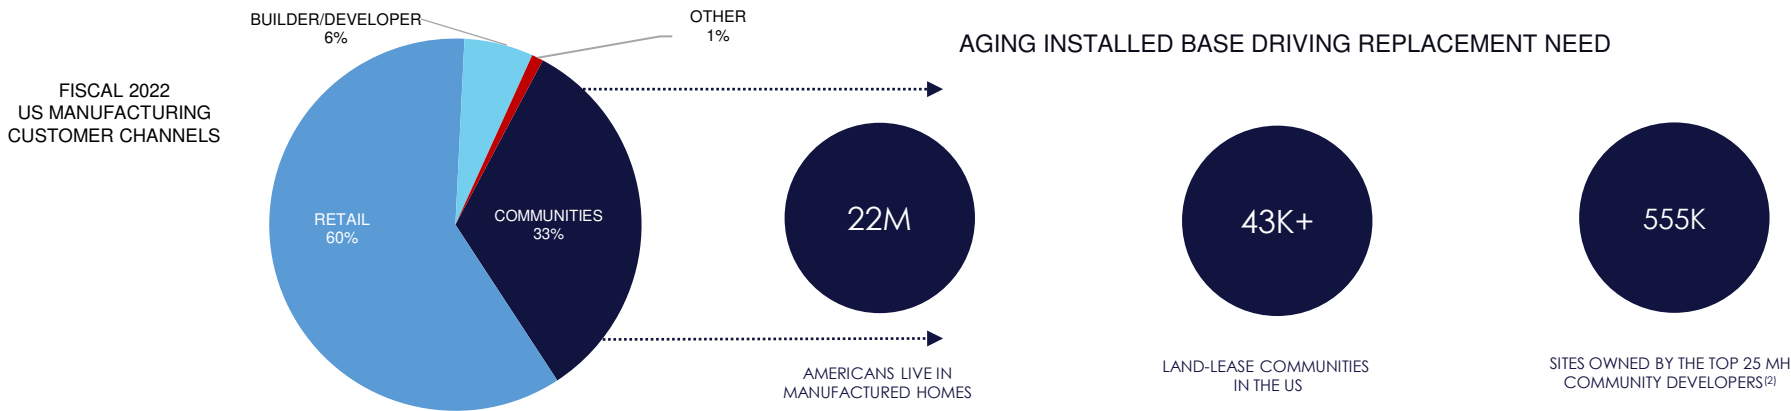 FISCAL 2022
US MANUFACTURING
CUSTOMER CHANNELS
BUILDER/DEVELOPER
6%
OTHER
1%
RETAIL
60%
COMMUNITIES
33%
AGING INSTALLED BASE DRIVING REPLACEMENT NEED
22M
AMERICANS LIVE IN
MANUFACTURED HOMES
43K+
LAND-LEASE COMMUNITIES
IN THE US
555K
SITES OWNED BY THE TOP 25 MH
COMMUNITY DEVELOPERS(2)